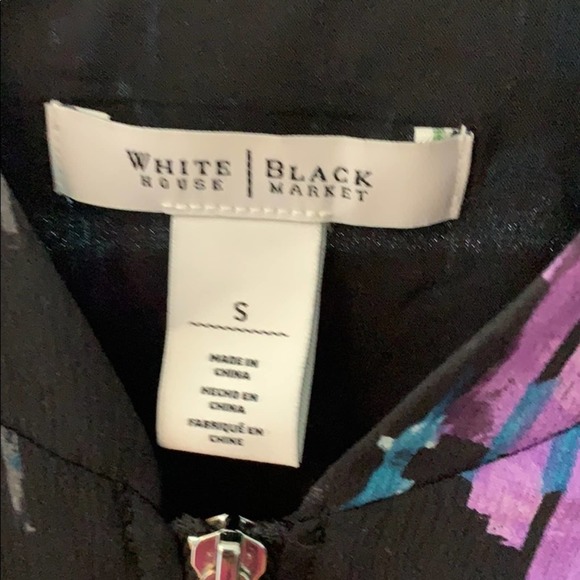 WHITE | BLACK
HOUSE MARKET
S
MADE IN
CHINA
HECHO EN
CHINA
FABRIQUÉ EN
CHINE